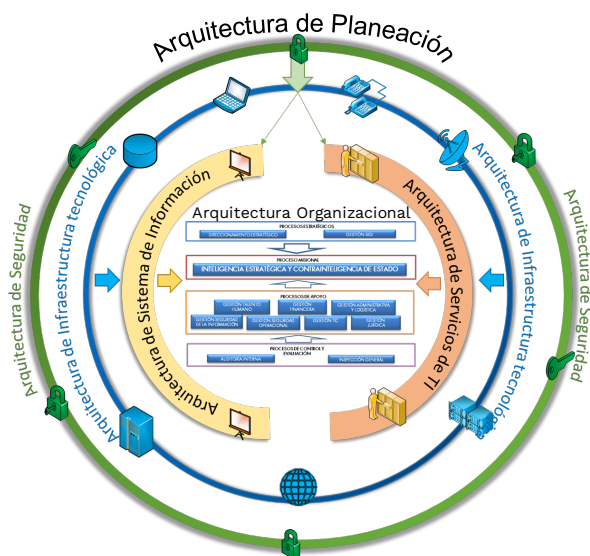 Arquitectura de Planeación
Arquitectura de Seguridad
Arquitectura de Infraestructura tecnológica
Arquitectura de Sistema de Información
Arquitectura Organizacional
PROCESOS ESTRATÉGICOS
DIRECCIONAMIENTO ESTRATÉGICO
GESTIÓN SIGI
PROCESO MISIONAL
INTELIGENCIA ESTRATÉGICA Y CONTRAINTELIGENCIA DE ESTADO
PROCESOS DE APOYO
GESTIÓN TALENTO
HUMANO
GESTIÓN
FINANCIERA
GESTIÓN ADMINISTRATIVA
Y LOGÍSTICA
GESTIÓN SEGURIDAD
DE LA INFORMACIÓN
GESTIÓN SEGURIDAD
OPERACIONAL
GESTIÓN TIC
GESTIÓN
JURÍDICA
PROCESOS DE CONTROL Y
EVALUACIÓN
AUDITORÍA INTERNA
INSPECCIÓN GENERAL
Arquitectura de Servicios de TI
Arquitectura de Infraestructura tecnológ
Arquitectura de Seguridad